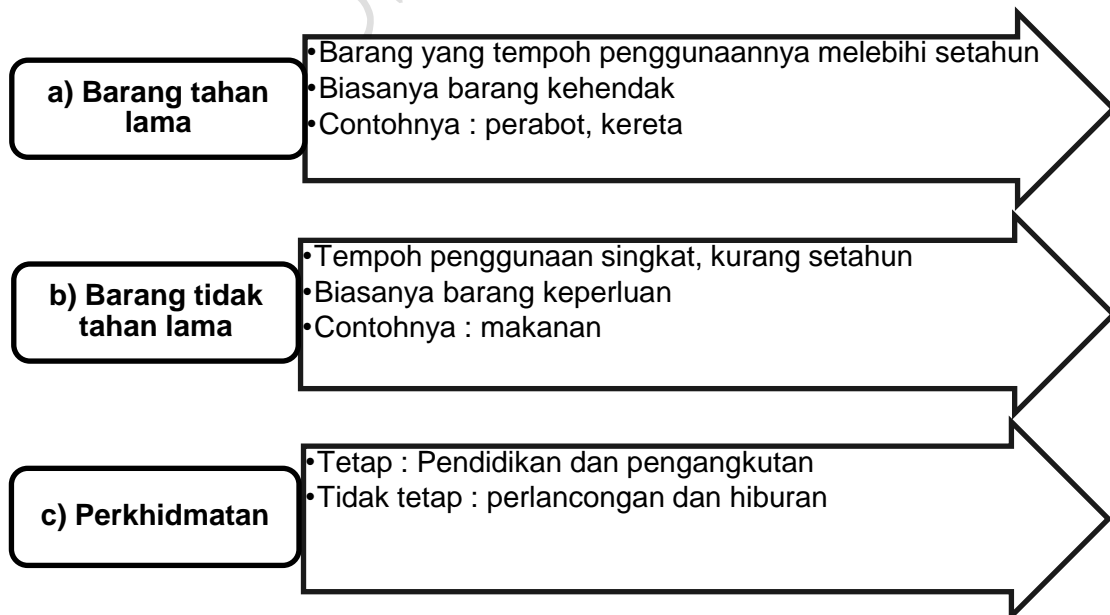 a) Barang tahan
lama
•Barang yang tempoh penggunaannya melebihi setahun
•Biasanya barang kehendak
•Contohnya : perabot, kereta
b) Barang tidak
tahan lama
•Tempoh penggunaan singkat, kurang setahun
•Biasanya barang keperluan
•Contohnya : makanan
c) Perkhidmatan
•Tetap : Pendidikan dan pengangkutan
•Tidak tetap : perlancongan dan hiburan